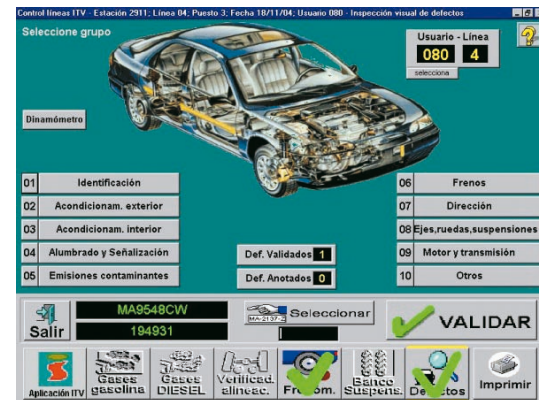 Control líneas ITV - Estación 2911; Línea 04; Puesto 3; Fecha 18/11/04; Usuario 080 - Inspección visual de defectos
Seleccione grupo
Usuario - Línea
080 4
selecciona
Dinamómetro
01 Identificación
02 Acondicionam. exterior
03 Acondicionam. interior
04 Alumbrado y Señalización
05 Emisiones contaminantes
06 Frenos
07 Dirección
08 Ejes,ruedas,suspensiones
09 Motor y transmisión
10 Otros
Def. Validados 1
Def. Anotados 0
Salir
MA9548CW
194931
MA-2137-Z
Seleccionar
VALIDAR
Aplicación ITV
Gases gasolina
Gases DIESEL
Verificad. alineac.
Banco Suspens.
Imprimir